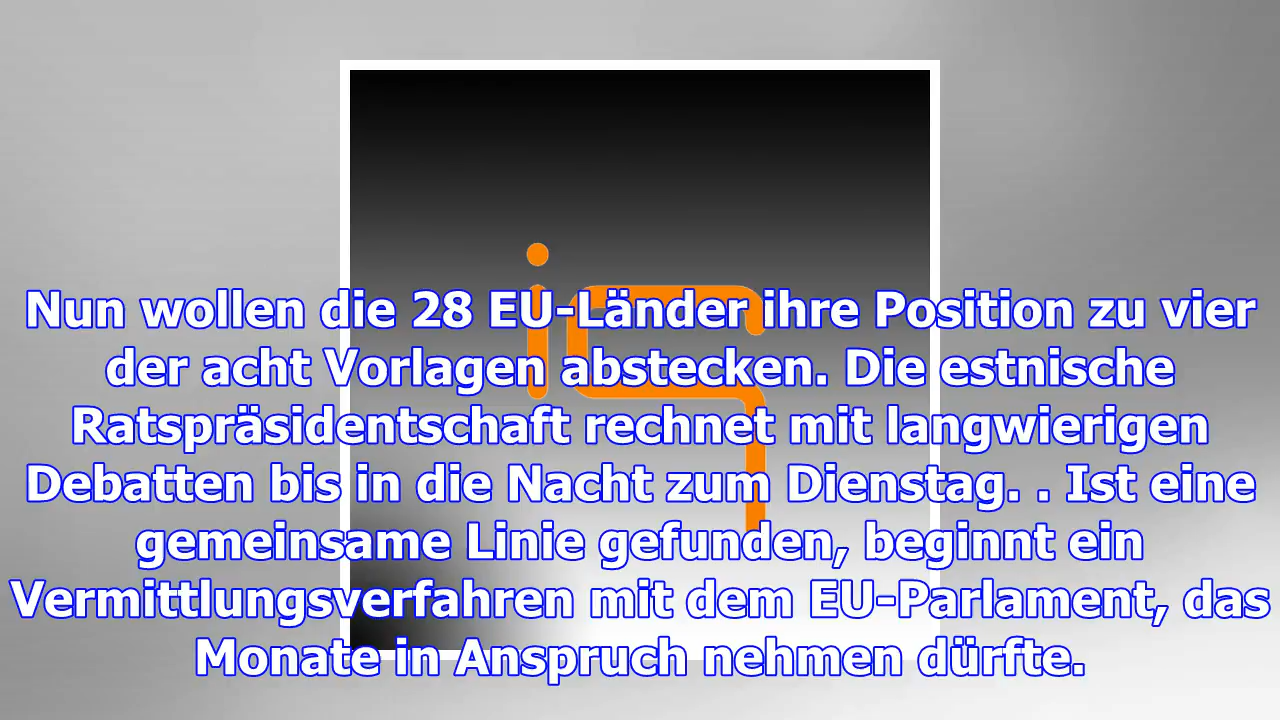 Nun wollen die 28 EU-Länder ihre Position zu vier
der acht Vorlagen abstecken. Die estnische
Ratspräsidentschaft rechnet mit langwierigen
Debatten bis in die Nacht zum Dienstag. . Ist eine
gemeinsame Linie gefunden, beginnt ein
Vermittlungsverfahren mit dem EU-Parlament, das
Monate in Anspruch nehmen dürfte.